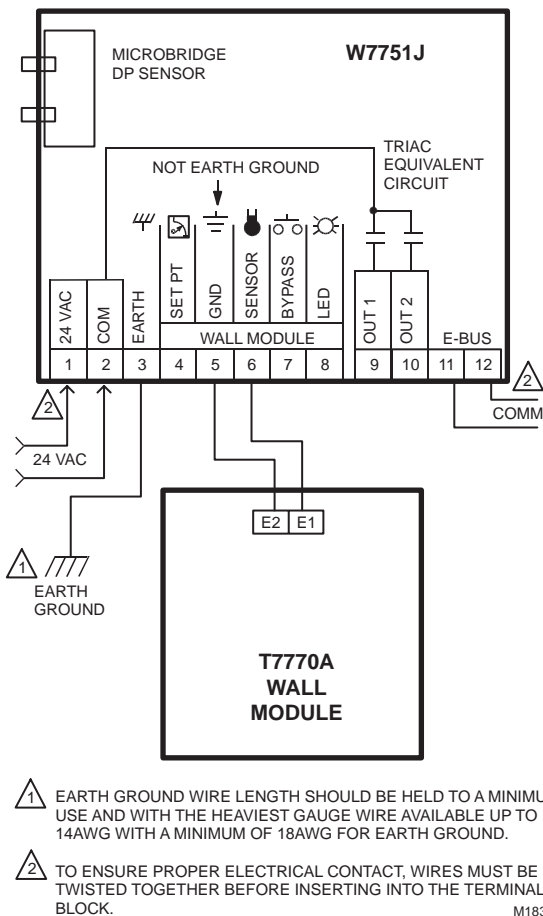 MICROBRIDGE
DP SENSOR
W7751J
TRIAC
EQUIVALENT
CIRCUIT
NOT EARTH GROUND
24 VAC
COM
EARTH
SET PT
GND
SENSOR
BYPASS
LED
OUT 1
OUT 2
WALL MODULE
E-BUS
1 2 3 4 5 6 7 8 9 10 11 12
2
2
COMM
24 VAC
E2 E1
1
EARTH
GROUND
T7770A
WALL
MODULE
1 EARTH GROUND WIRE LENGTH SHOULD BE HELD TO A MINIMU
USE AND WITH THE HEAVIEST GAUGE WIRE AVAILABLE UP TO
14AWG WITH A MINIMUM OF 18AWG FOR EARTH GROUND.
2 TO ENSURE PROPER ELECTRICAL CONTACT, WIRES MUST BE
TWISTED TOGETHER BEFORE INSERTING INTO THE TERMINAL
BLOCK.
M183